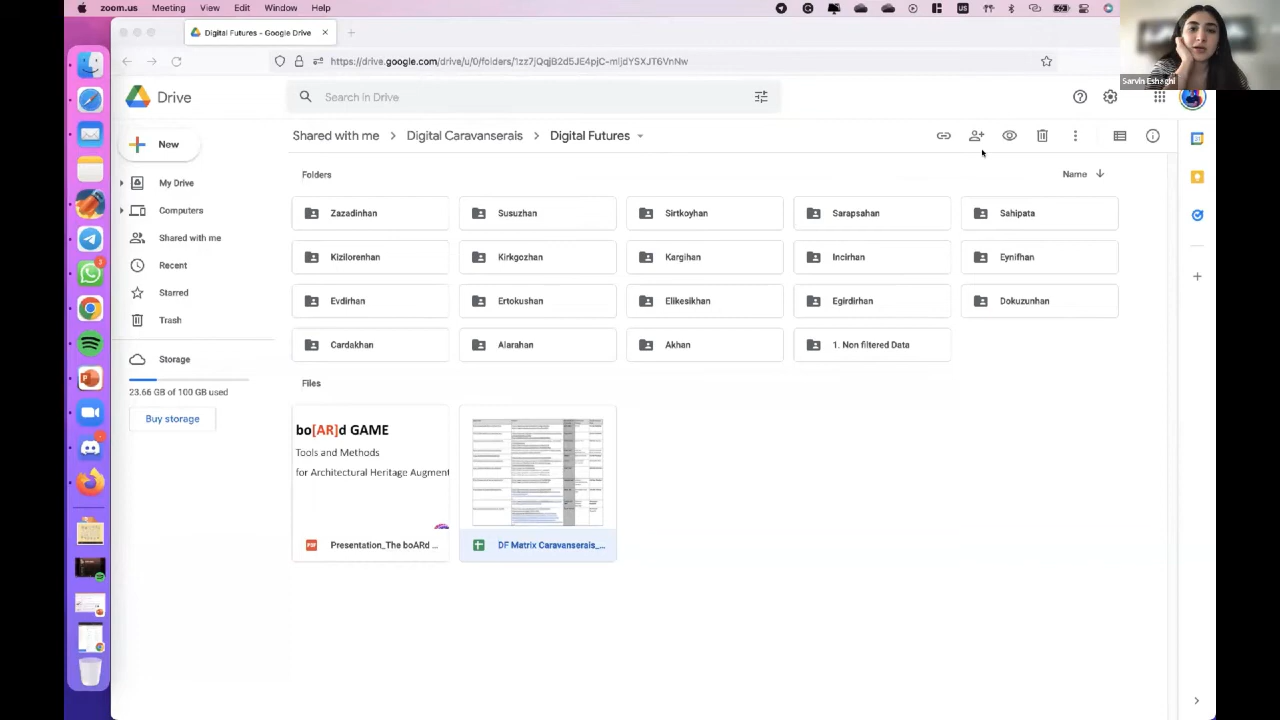 zoom.us Meeting View Edit Window Help
US
Digital Futures - Google Drive
https://drive.google.com/drive/u/0/folders/1zz7jQqjB2d5JE4pjC-mljdYSXJT6VnNw
Sarvin Eshaghi
Drive
Search in Drive
Shared with me
Digital Caravanserais
Digital Futures
New
Folders
Name
My Drive
Computers
Shared with me
Recent
Starred
Trash
Storage
23.66 GB of 100 GB used
Buy storage
Zazadinhan
Susuzhan
Sirtkoyhan
Sarapsahan
Sahipata
Kizilorenhan
Kirkgozhan
Kargihan
Incirhan
Eynifhan
Evdirhan
Ertokushan
Elikesikhan
Egirdirhan
Dokuzunhan
Cardakhan
Alarahan
Akhan
1. Non filtered Data
Files
bo[AR]d GAME
Tools and Methods
for Architectural Heritage Augment
PDF
Presentation_The boARd ...
DF Matrix Caravanserais_...